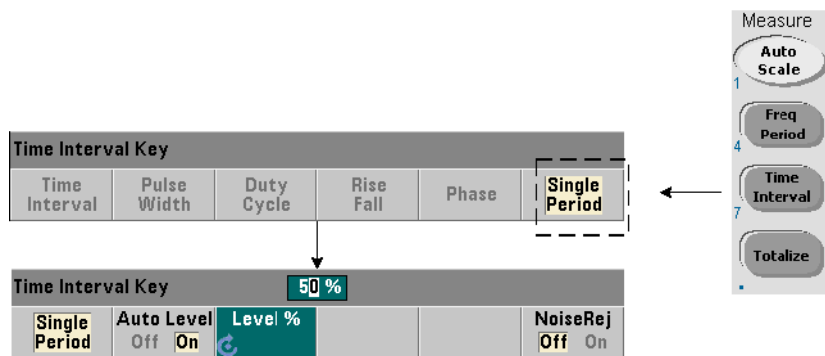 Measure
Auto
Scale
1
Freq
Period
4
Time
Interval
7
Totalize
.
Time Interval Key
Time
Interval
Pulse
Width
Duty
Cycle
Rise
Fall
Phase
Single
Period
Time Interval Key
50 %
Single
Period
Auto Level
Off On
Level %
NoiseRej
Off On